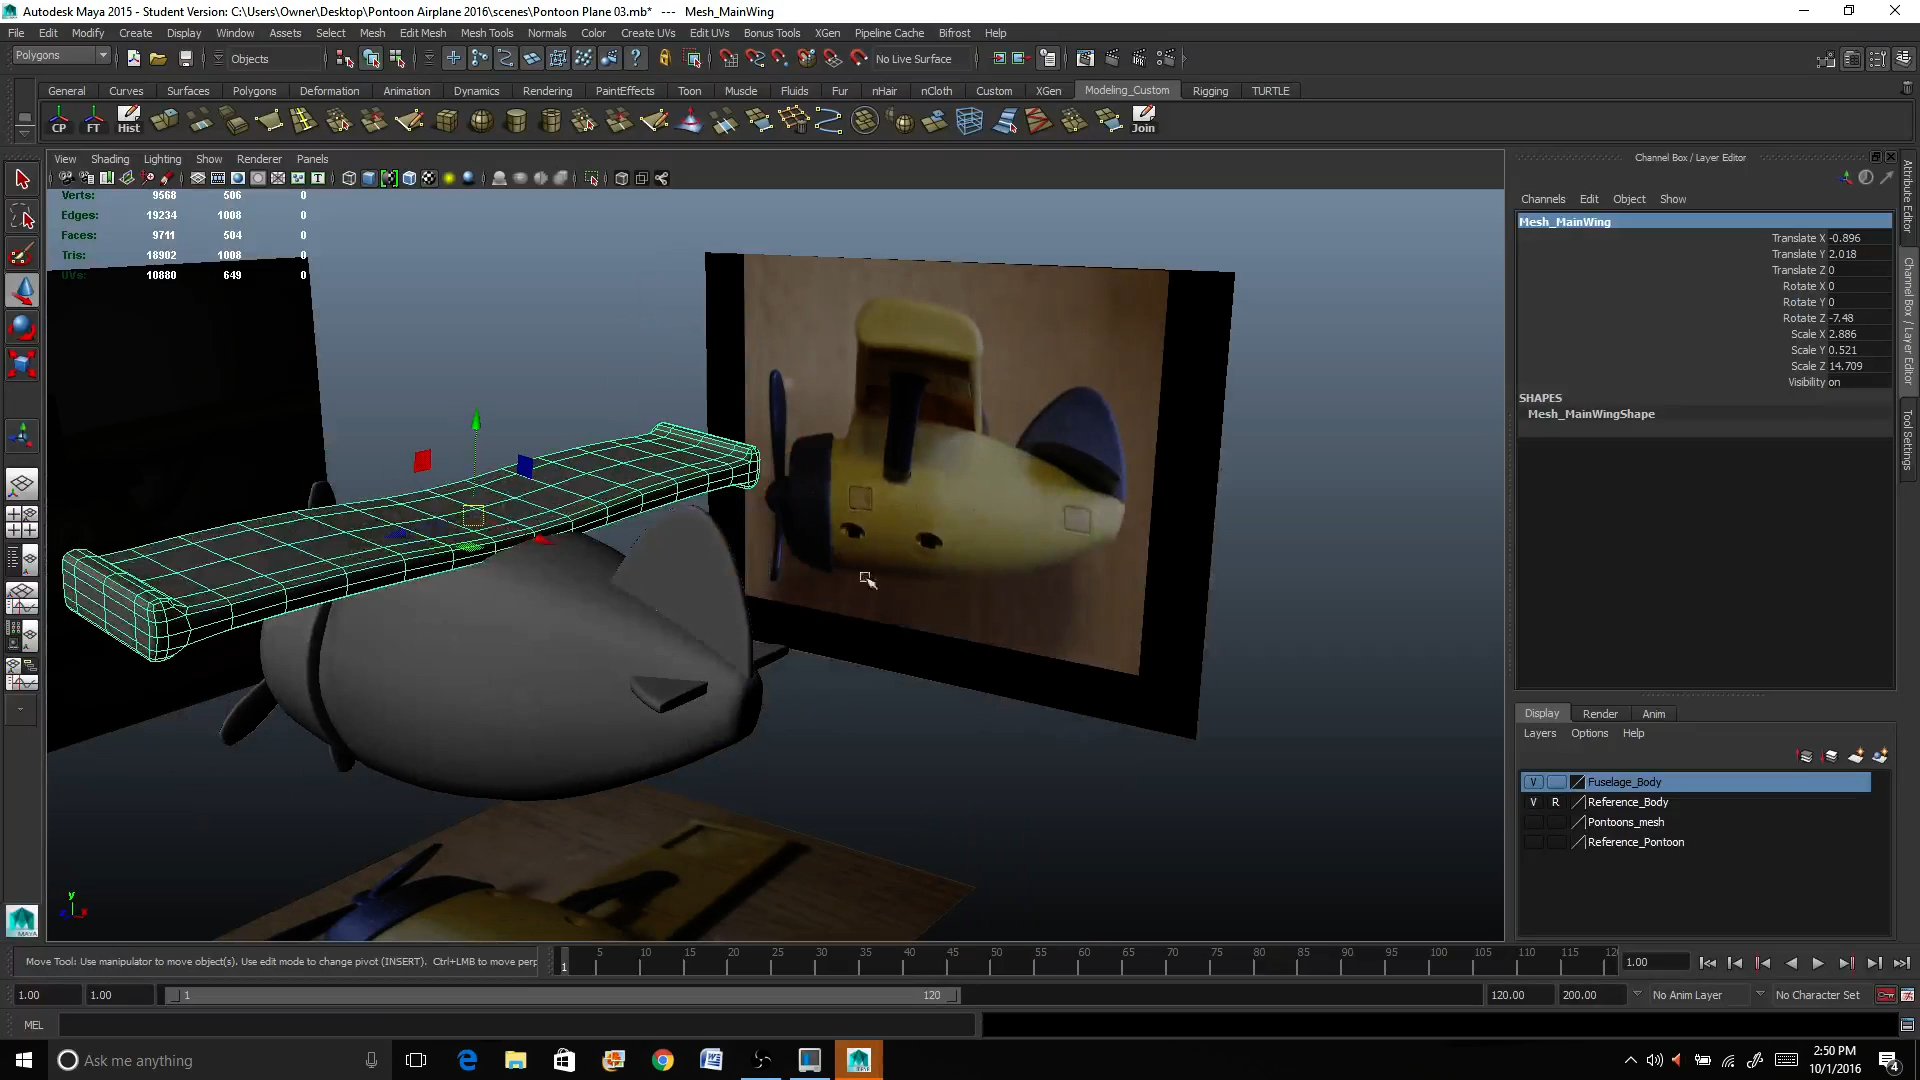 Autodesk Maya 2015 - Student Version: C:\Users\Owner\Desktop\Pontoon Airplane 2016\scenes\Pontoon Plane 03.mb* --- Mesh_MainWing
File Edit Modify Create Display Window Assets Select Mesh Edit Mesh Mesh Tools Normals Color Create UVs Edit UVs Bonus Tools XGen Pipeline Cache Bifrost Help
Polygons Objects No Live Surface
General Curves Surfaces Polygons Deformation Animation Dynamics Rendering PaintEffects Toon Muscle Fluids Fur nHair nCloth Custom XGen Modeling_Custom Rigging TURTLE
CP FT Hist Join
View Shading Lighting Show Renderer Panels
Verts: 9568 506 0
Edges: 19234 1008 0
Faces: 9711 504 0
Tris: 18902 1008 0
UVs: 10880 649 0
y
Channel Box / Layer Editor
Channels Edit Object Show
Mesh_MainWing
Translate X -0.896
Translate Y 2.018
Translate Z 0
Rotate X 0
Rotate Y 0
Rotate Z -7.48
Scale X 2.886
Scale Y 0.521
Scale Z 14.709
Visibility on
SHAPES
Mesh_MainWingShape
Attribute Editor
Channel Box / Layer Editor
Tool Settings
Display Render Anim
Layers Options Help
V Fuselage_Body
V R Reference_Body
Pontoons_mesh
Reference_Pontoon
MAYA
Move Tool: Use manipulator to move object(s). Use edit mode to change pivot (INSERT). Ctrl+LMB to move perp
1 5 10 15 20 25 30 35 40 45 50 55 60 65 70 75 80 85 90 95 100 105 110 115 12
1.00
1.00 1.00 1 120 120.00 200.00 No Anim Layer No Character Set
MEL
Ask me anything
2:50 PM
10/1/2016
4